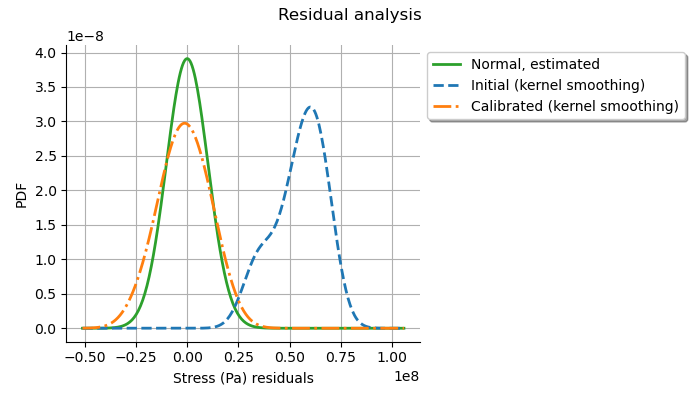 Residual analysis
1e−8
4.0
3.5
3.0
2.5
2.0
1.5
1.0
0.5
0.0
PDF
−0.50 −0.25 0.00 0.25 0.50 0.75 1.00
1e8
Stress (Pa) residuals
Normal, estimated
Initial (kernel smoothing)
Calibrated (kernel smoothing)